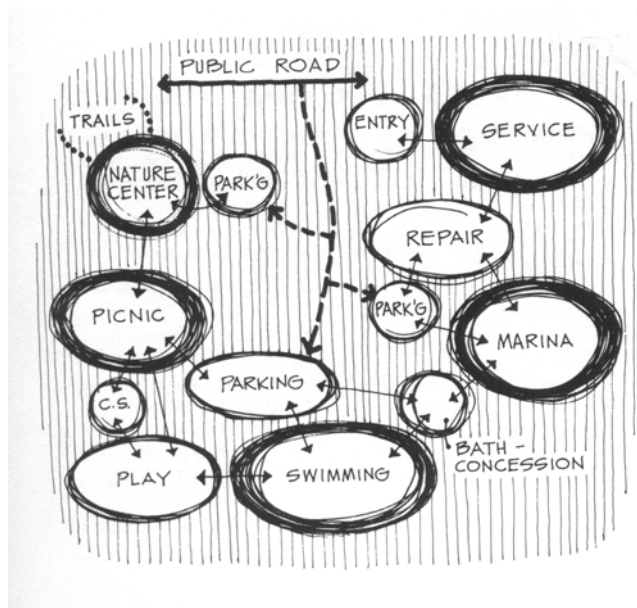 PUBLIC ROAD
TRAILS
ENTRY
SERVICE
NATURE
CENTER
PARK'G
REPAIR
PICNIC
PARK'G
MARINA
PARKING
C.S.
BATH -
CONCESSION
PLAY
SWIMMING